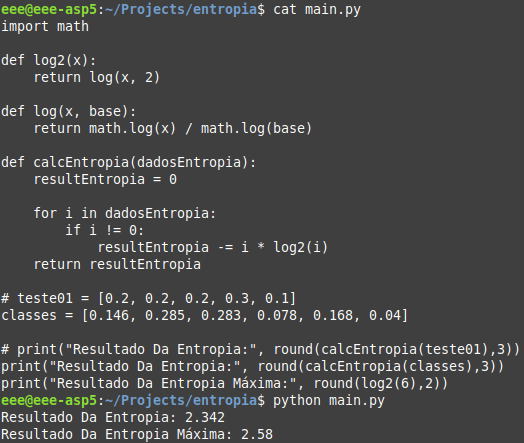 eee@eee-asp5:~/Projects/entropia$ cat main.py
import math

def log2(x):
    return log(x, 2)

def log(x, base):
    return math.log(x) / math.log(base)

def calcEntropia(dadosEntropia):
    resultEntropia = 0

    for i in dadosEntropia:
        if i != 0:
            resultEntropia -= i * log2(i)
    return resultEntropia

# teste01 = [0.2, 0.2, 0.2, 0.3, 0.1]
classes = [0.146, 0.285, 0.283, 0.078, 0.168, 0.04]

# print("Resultado Da Entropia:", round(calcEntropia(teste01),3))
print("Resultado Da Entropia:", round(calcEntropia(classes),3))
print("Resultado Da Entropia Máxima:", round(log2(6),2))
eee@eee-asp5:~/Projects/entropia$ python main.py
Resultado Da Entropia: 2.342
Resultado Da Entropia Máxima: 2.58